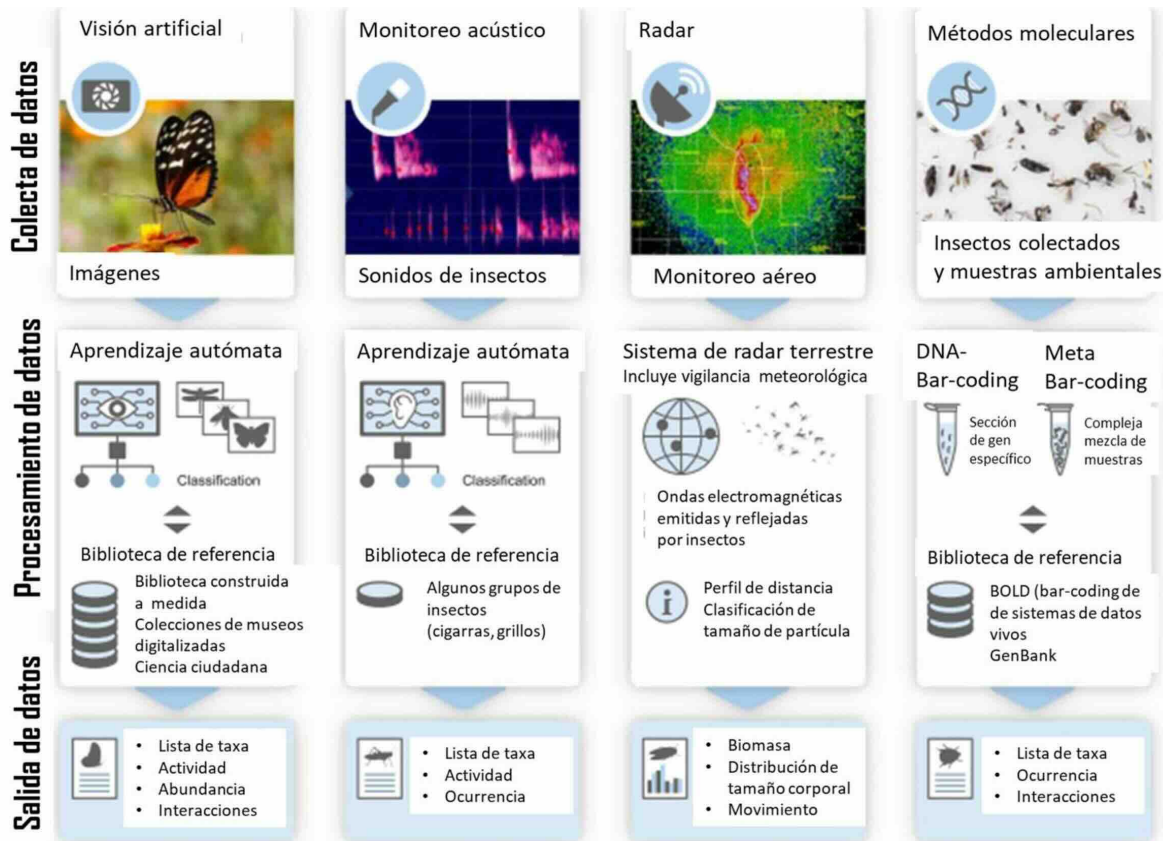 Colecta de datos
Visión artificial
Imágenes
Monitoreo acústico
Sonidos de insectos
Radar
Monitoreo aéreo
Métodos moleculares
Insectos colectados
y muestras ambientales
Procesamiento de datos
Aprendizaje autómata
Classification
Biblioteca de referencia
Biblioteca construida
a medida
Colecciones de museos
digitalizadas
Ciencia ciudadana
Aprendizaje autómata
Classification
Biblioteca de referencia
Algunos grupos de
insectos
(cigarras, grillos)
Sistema de radar terrestre
Incluye vigilancia meteorológica
Ondas electromagnéticas
emitidas y reflejadas
por insectos
Perfil de distancia
Clasificación de
tamaño de partícula
DNA-
Bar-coding
Sección
de gen
específico
Meta
Bar-coding
Compleja
mezcla de
muestras
Biblioteca de referencia
BOLD (bar-coding de
de sistemas de datos
vivos
GenBank
Salida de datos
• Lista de taxa
• Actividad
• Abundancia
• Interacciones
• Lista de taxa
• Actividad
• Ocurrencia
• Biomasa
• Distribución de
tamaño corporal
• Movimiento
• Lista de taxa
• Ocurrencia
• Interacciones